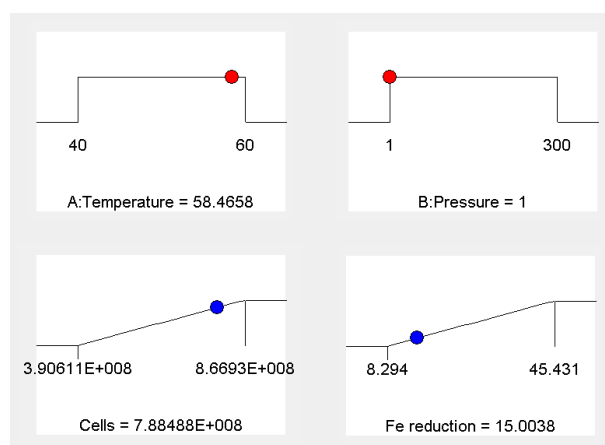 40 60
A:Temperature = 58.4658
1 300
B:Pressure = 1
3.90611E+008 8.6693E+008
Cells = 7.88488E+008
8.294 45.431
Fe reduction = 15.0038